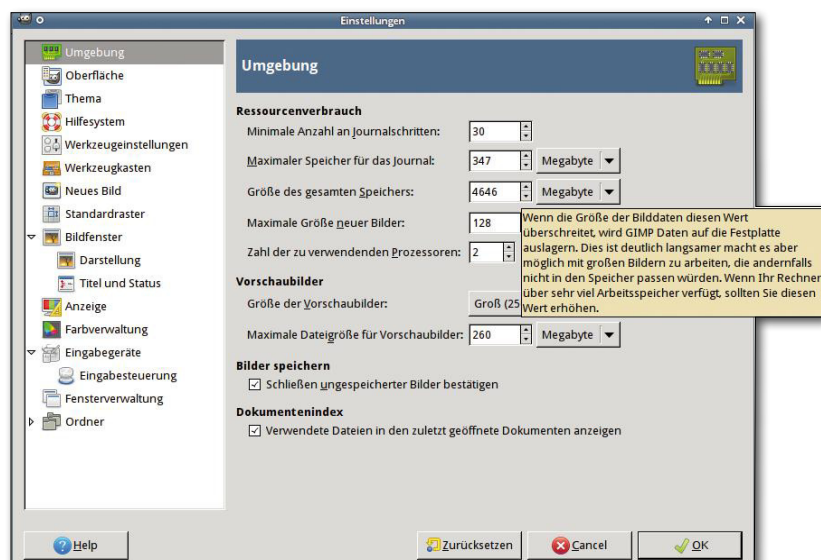 Einstellungen
Umgebung
Oberfläche
Thema
Hilfesystem
Werkzeugeinstellungen
Werkzeugkasten
Neues Bild
Standardraster
Bildfenster
Darstellung
Titel und Status
Anzeige
Farbverwaltung
Eingabegeräte
Eingabesteuerung
Fensterverwaltung
Ordner
Umgebung
Ressourcenverbrauch
Minimale Anzahl an Journalschritten: 30
Maximaler Speicher für das Journal: 347 Megabyte
Größe des gesamten Speichers: 4646 Megabyte
Maximale Größe neuer Bilder: 128
Zahl der zu verwendenden Prozessoren: 2
Wenn die Größe der Bilddaten diesen Wert
überschreitet, wird GIMP Daten auf die Festplatte
auslagern. Dies ist deutlich langsamer macht es aber
möglich mit großen Bildern zu arbeiten, die andernfalls
nicht in den Speicher passen würden. Wenn Ihr Rechner
über sehr viel Arbeitsspeicher verfügt, sollten Sie diesen
Wert erhöhen.
Vorschaubilder
Größe der Vorschaubilder: Groß (25
Maximale Dateigröße für Vorschaubilder: 260 Megabyte
Bilder speichern
Schließen ungespeicherter Bilder bestätigen
Dokumentenindex
Verwendete Dateien in den zuletzt geöffnete Dokumenten anzeigen
Help
Zurücksetzen
Cancel
OK